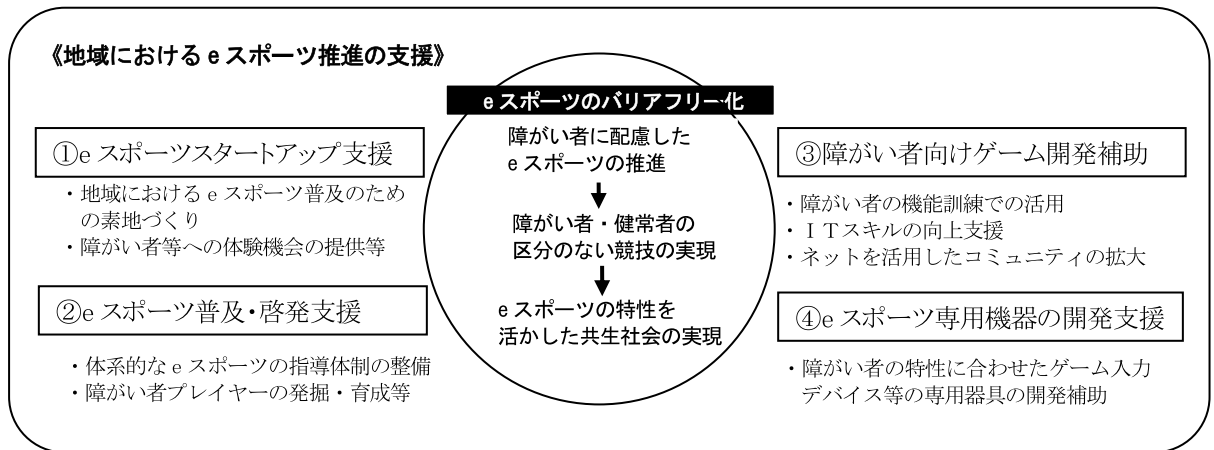 《地域におけるeスポーツ推進の支援》
eスポーツのバリアフリー化
障がい者に配慮した
eスポーツの推進
障がい者・健常者の
区分のない競技の実現
eスポーツの特性を
活かした共生社会の実現
①eスポーツスタートアップ支援
・地域におけるeスポーツ普及のため
の素地づくり
・障がい者等への体験機会の提供等
②eスポーツ普及・啓発支援
・体系的なeスポーツの指導体制の整備
・障がい者プレイヤーの発掘・育成等
③障がい者向けゲーム開発補助
・障がい者の機能訓練での活用
・ITスキルの向上支援
・ネットを活用したコミュニティの拡大
④eスポーツ専用機器の開発支援
・障がい者の特性に合わせたゲーム入力
デバイス等の専用器具の開発補助